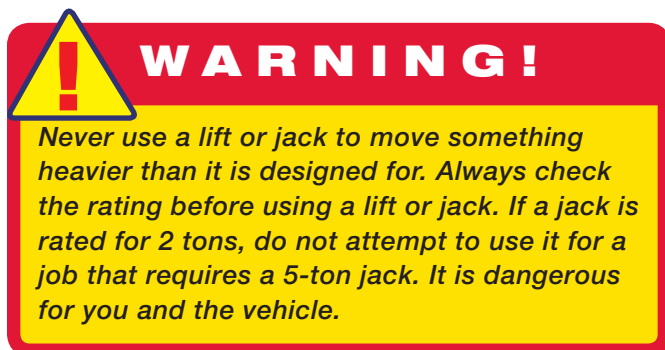 WARNING!
Never use a lift or jack to move something
heavier than it is designed for. Always check
the rating before using a lift or jack. If a jack is
rated for 2 tons, do not attempt to use it for a
job that requires a 5-ton jack. It is dangerous
for you and the vehicle.